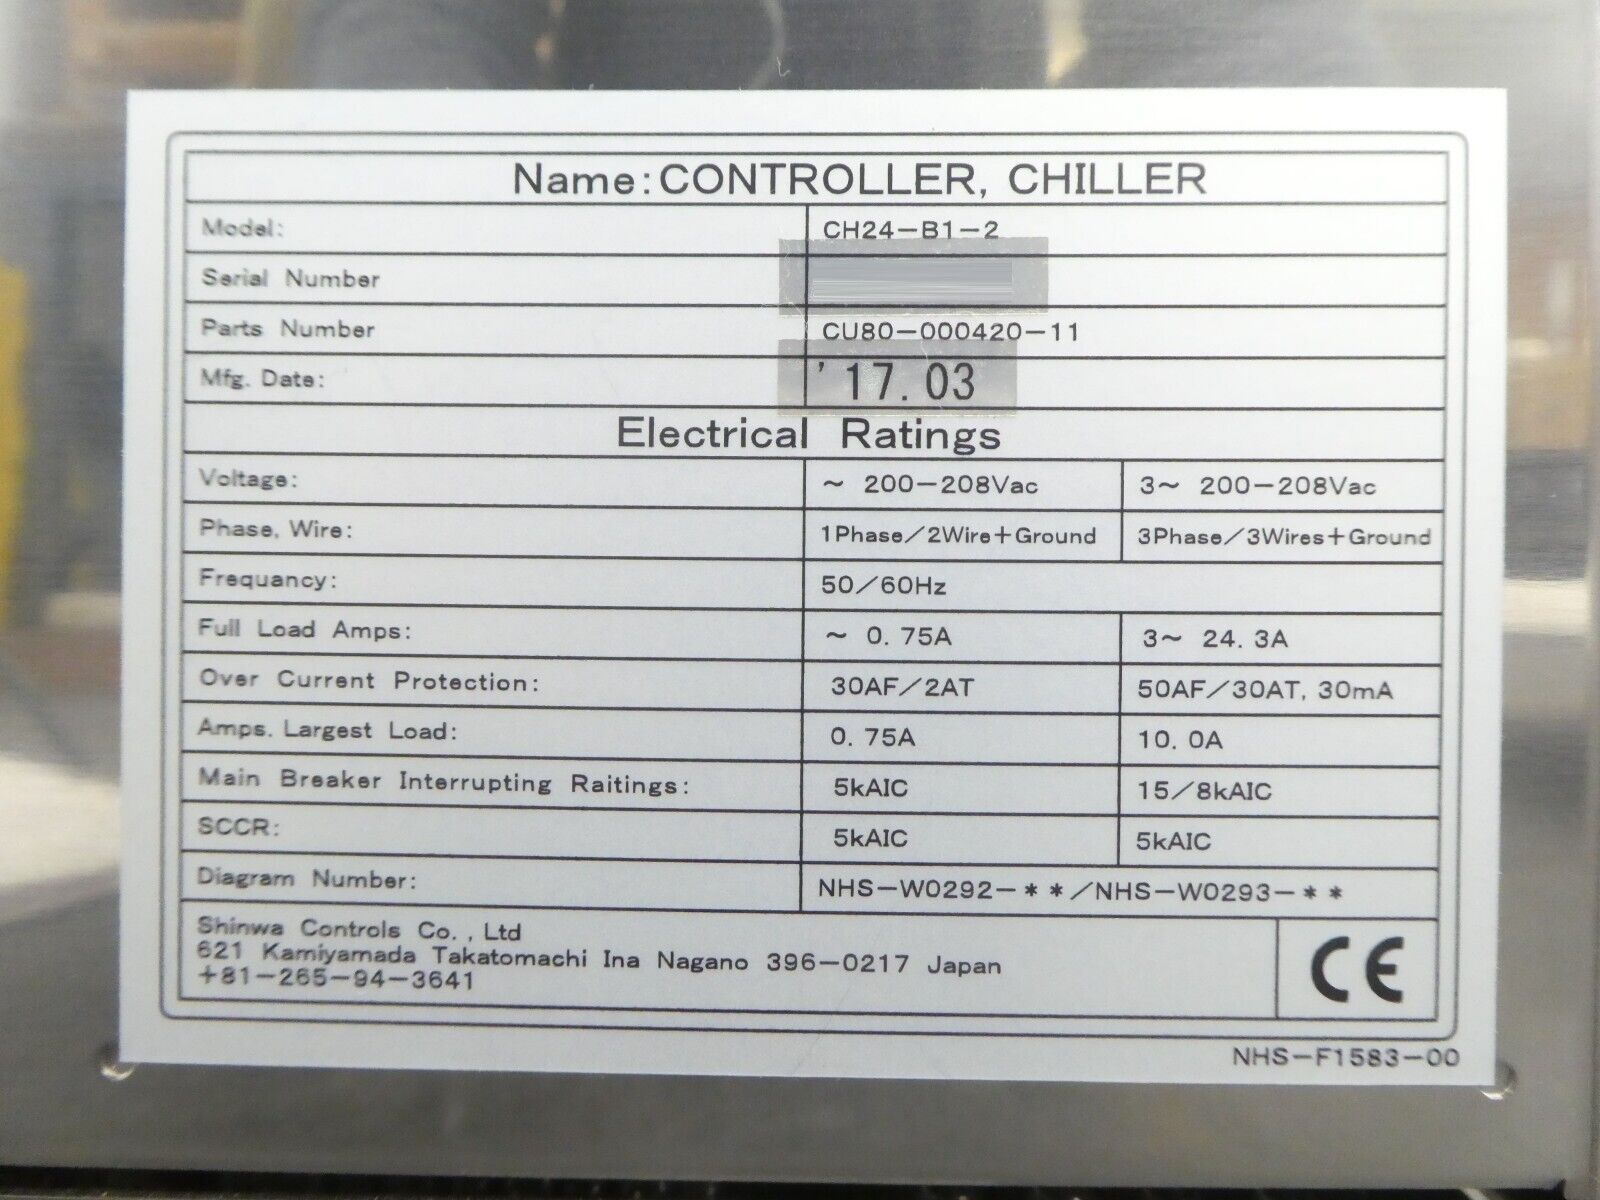 Name:CONTROLLER, CHILLER
Model: CH24-B1-2
Serial Number
Parts Number CU80-000420-11
Mfg. Date: '17.03
Electrical Ratings
Voltage: ~ 200-208Vac 3~ 200-208Vac
Phase, Wire: 1Phase/2Wire+Ground 3Phase/3Wires+Ground
Frequancy: 50/60Hz
Full Load Amps: ~ 0.75A 3~ 24.3A
Over Current Protection: 30AF/2AT 50AF/30AT, 30mA
Amps. Largest Load: 0.75A 10.0A
Main Breaker Interrupting Raitings: 5kAIC 15/8kAIC
SCCR: 5kAIC 5kAIC
Diagram Number: NHS-W0292-**/NHS-W0293-**
Shinwa Controls Co., Ltd
621 Kamiyamada Takatomachi Ina Nagano 396-0217 Japan
+81-265-94-3641
CE
NHS-F1583-00